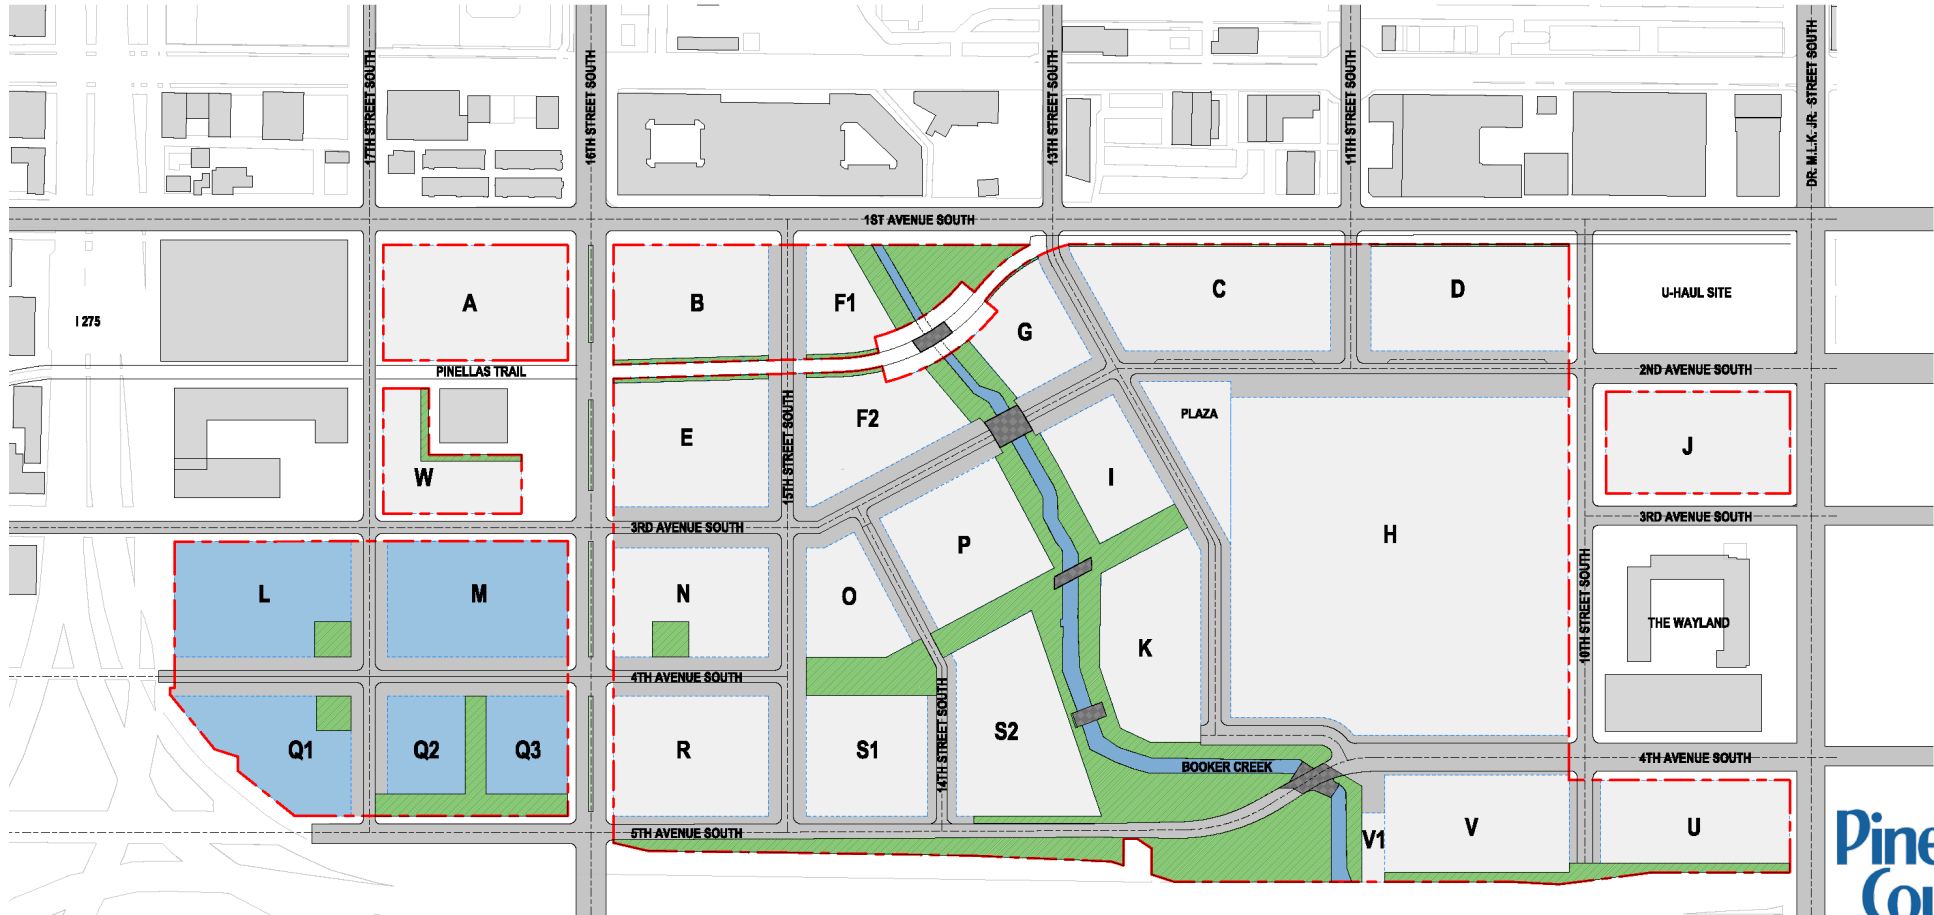 17TH STREET SOUTH
16TH STREET SOUTH
13TH STREET SOUTH
11TH STREET SOUTH
DR. M.L.K. JR. STREET SOUTH
1ST AVENUE SOUTH
A
B
F1
G
C
D
U-HAUL SITE
I 275
PINELLAS TRAIL
2ND AVENUE SOUTH
W
E
15TH STREET SOUTH
F2
PLAZA
I
H
J
3RD AVENUE SOUTH
3RD AVENUE SOUTH
L
M
N
O
P
K
10TH STREET SOUTH
THE WAYLAND
4TH AVENUE SOUTH
14TH STREET SOUTH
Q1
Q2
Q3
R
S1
S2
BOOKER CREEK
4TH AVENUE SOUTH
5TH AVENUE SOUTH
V1
V
U
Pine
Cou